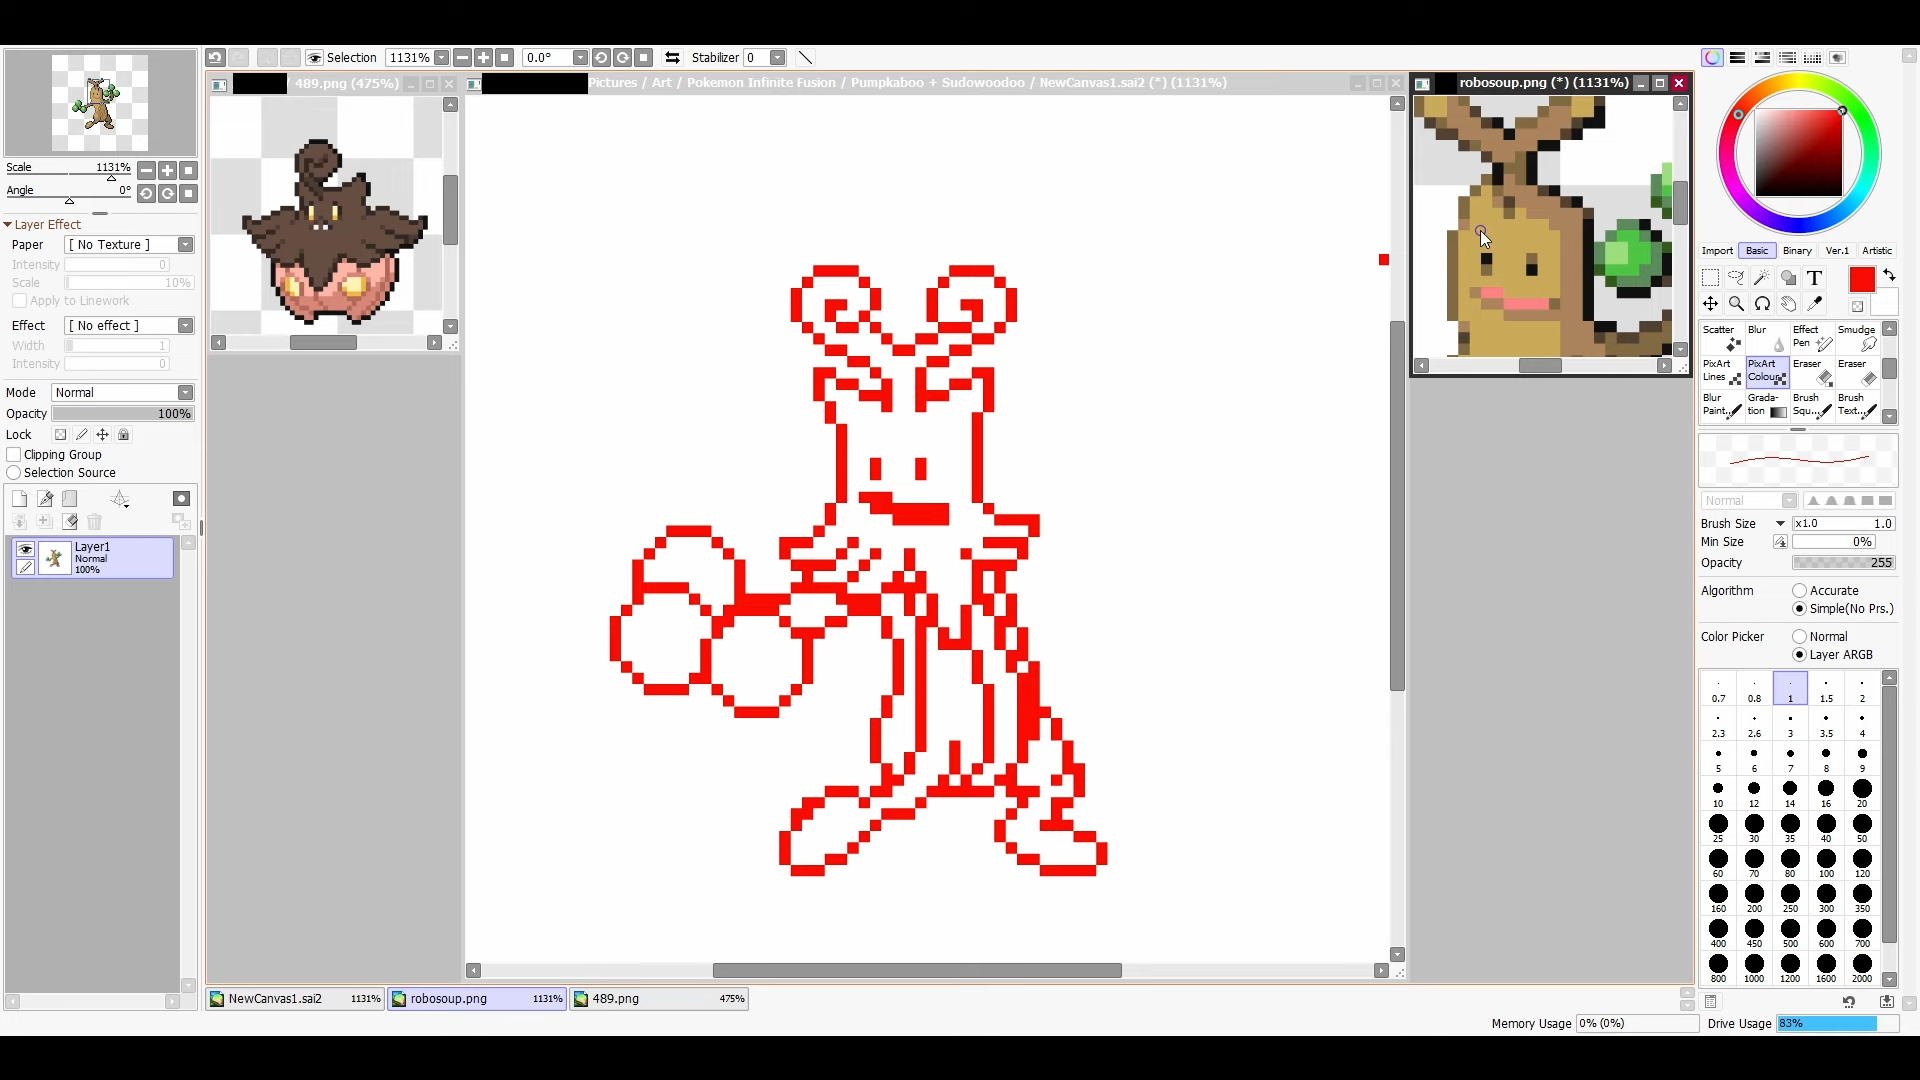 Selection 1131% 0.0° Stabilizer 0
/ 489.png (475%)
Pictures / Art / Pokemon Infinite Fusion / Pumpkaboo + Sudowoodoo / NewCanvas1.sai2 (*) (1131%)
robosoup.png (*) (1131%)
Scale 1131%
Angle 0°
Layer Effect
Paper [ No Texture ]
Intensity 0
Scale 10%
Apply to Linework
Effect [ No effect ]
Width 1
Intensity 0
Mode Normal
Opacity 100%
Lock
Clipping Group
Selection Source
Layer1
Normal
100%
NewCanvas1.sai2 1131% robosoup.png 1131% 489.png 475%
Import Basic Binary Ver.1 Artistic
T
Scatter Blur Effect Pen Smudge
PixArt Lines PixArt Colour Eraser Eraser
Blur Paint.. Grada-tion Brush Squ.. Brush Text..
Normal
Brush Size x1.0 1.0
Min Size 0%
Opacity 255
Algorithm Accurate
Simple(No Prs.)
Color Picker Normal
Layer ARGB
0.7 0.8 1 1.5 2
2.3 2.6 3 3.5 4
5 6 7 8 9
10 12 14 16 20
25 30 35 40 50
60 70 80 100 120
160 200 250 300 350
400 450 500 600 700
800 1000 1200 1600 2000
Memory Usage 0% (0%) Drive Usage 83%